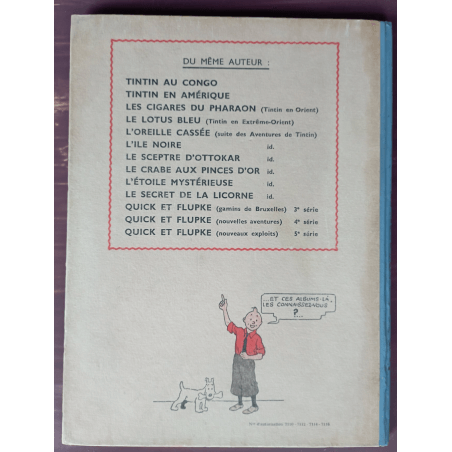 DU MÊME AUTEUR :
TINTIN AU CONGO
TINTIN EN AMÉRIQUE
LES CIGARES DU PHARAON (Tintin en Orient)
LE LOTUS BLEU (Tintin en Extrême-Orient)
L'OREILLE CASSÉE (suite des Aventures de Tintin)
L'ILE NOIRE id.
LE SCEPTRE D'OTTOKAR id.
LE CRABE AUX PINCES D'OR id.
L'ÉTOILE MYSTÉRIEUSE id.
LE SECRET DE LA LICORNE id.
QUICK ET FLUPKE (gamins de Bruxelles) 3e série
QUICK ET FLUPKE (nouvelles aventures) 4e série
QUICK ET FLUPKE (nouveaux exploits) 5e série
...ET CES ALBUMS-LÀ,
LES CONNAISSEZ-VOUS
?...